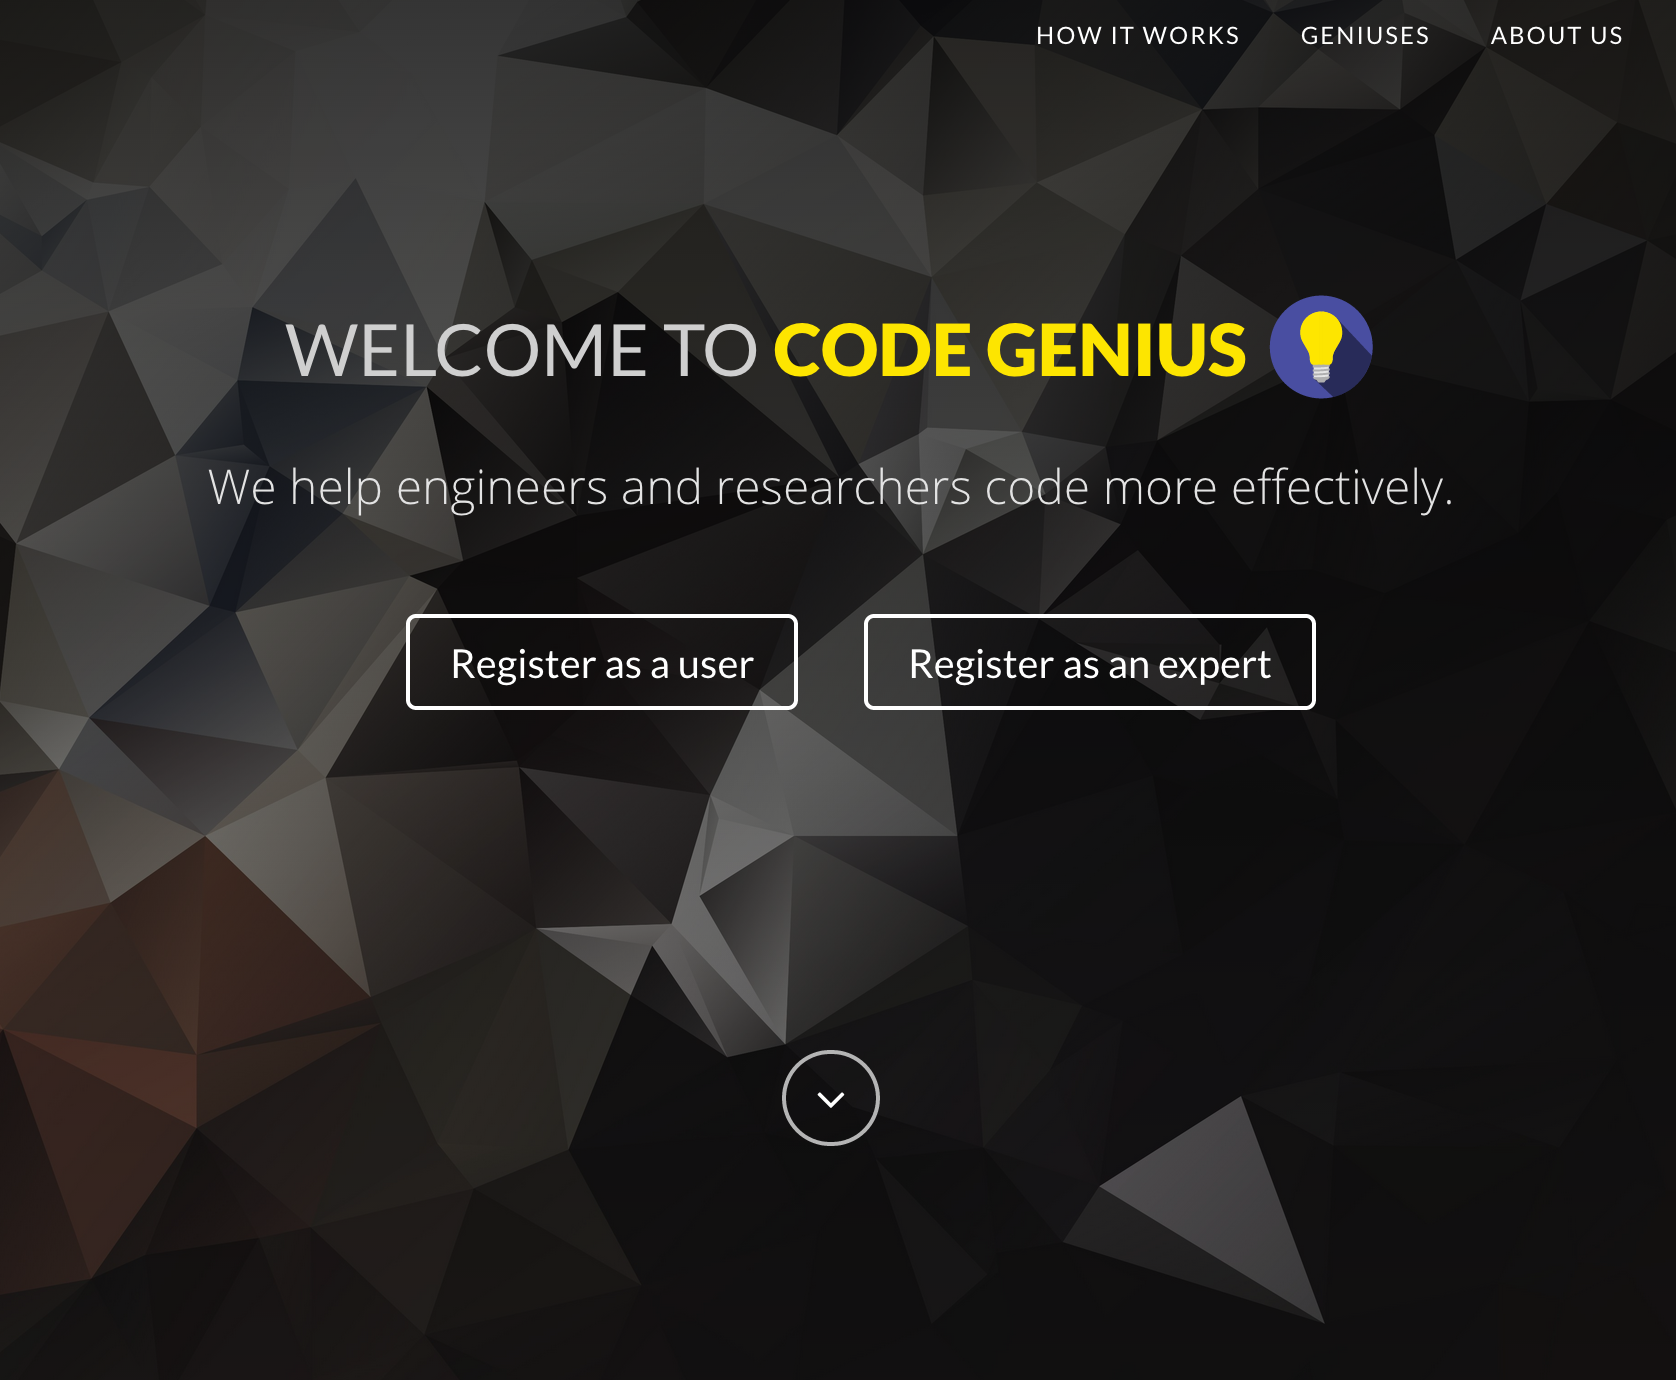 HOW IT WORKS GENIUSES ABOUT US
WELCOME TO CODE GENIUS
We help engineers and researchers code more effectively.
Register as a user Register as an expert